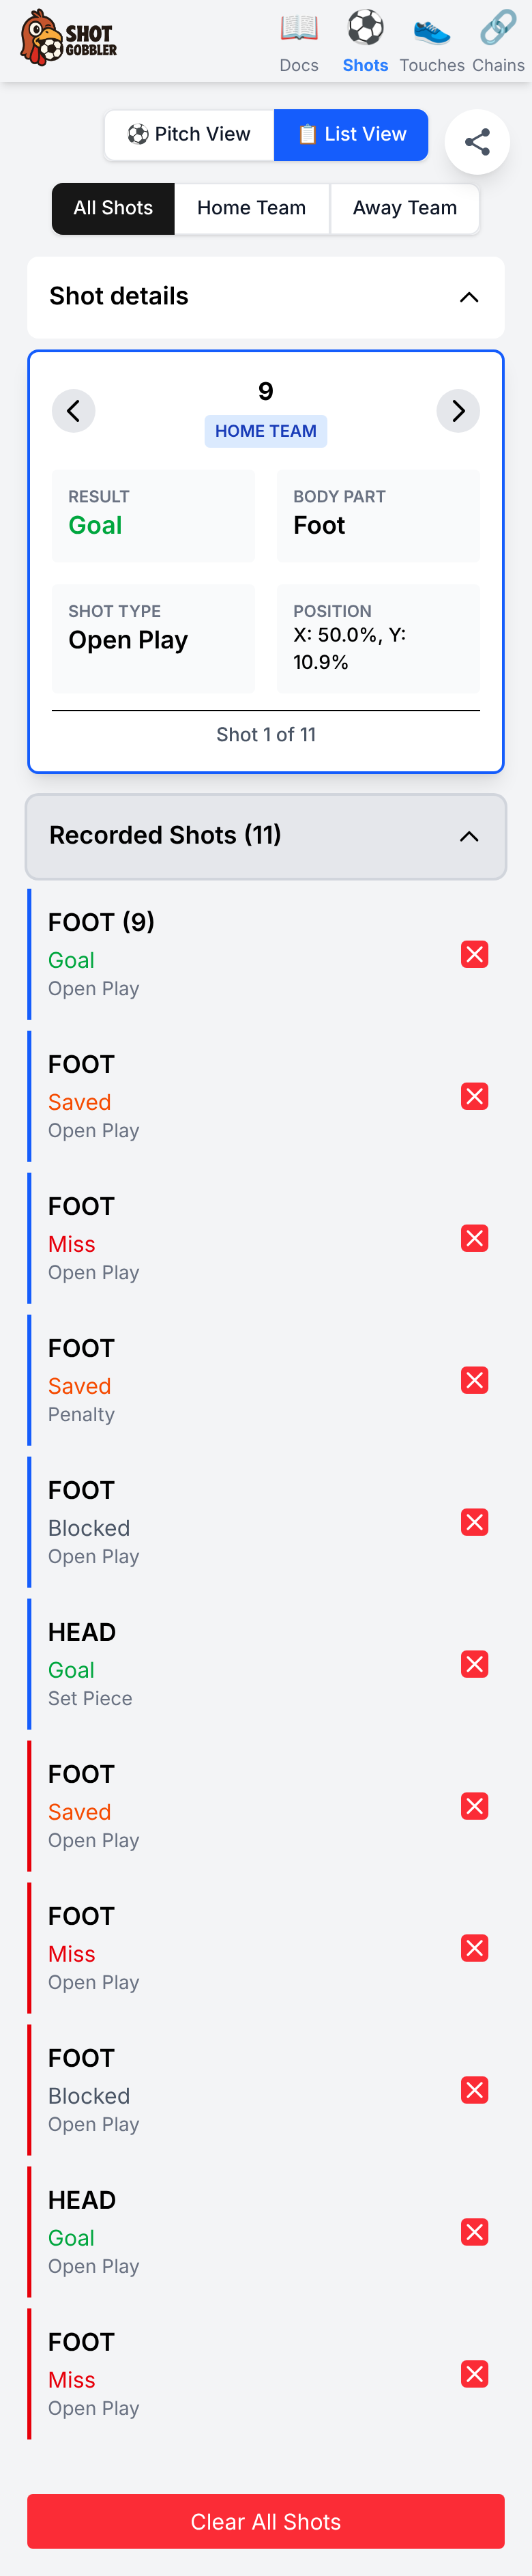 SHOT
GOBBLER
Docs
Shots
Touches
Chains
Pitch View
List View
All Shots
Home Team
Away Team
Shot details
9
HOME TEAM
RESULT
Goal
BODY PART
Foot
SHOT TYPE
Open Play
POSITION
X: 50.0%, Y:
10.9%
Shot 1 of 11
Recorded Shots (11)
FOOT (9)
Goal
Open Play
FOOT
Saved
Open Play
FOOT
Miss
Open Play
FOOT
Saved
Penalty
FOOT
Blocked
Open Play
HEAD
Goal
Set Piece
FOOT
Saved
Open Play
FOOT
Miss
Open Play
FOOT
Blocked
Open Play
HEAD
Goal
Open Play
FOOT
Miss
Open Play
Clear All Shots